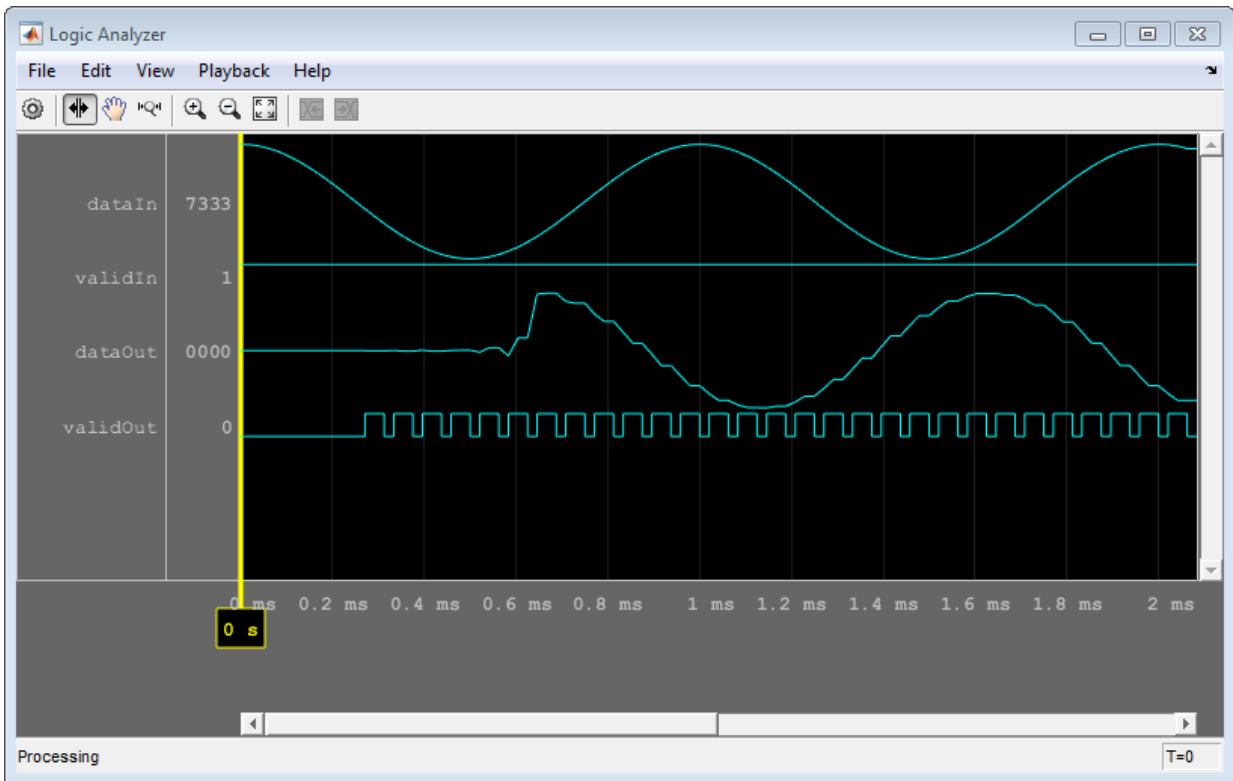 Logic Analyzer
File Edit View Playback Help
dataIn 7333
validIn 1
dataOut 0000
validOut 0
0 ms 0.2 ms 0.4 ms 0.6 ms 0.8 ms 1 ms 1.2 ms 1.4 ms 1.6 ms 1.8 ms 2 ms
0 s
Processing T=0